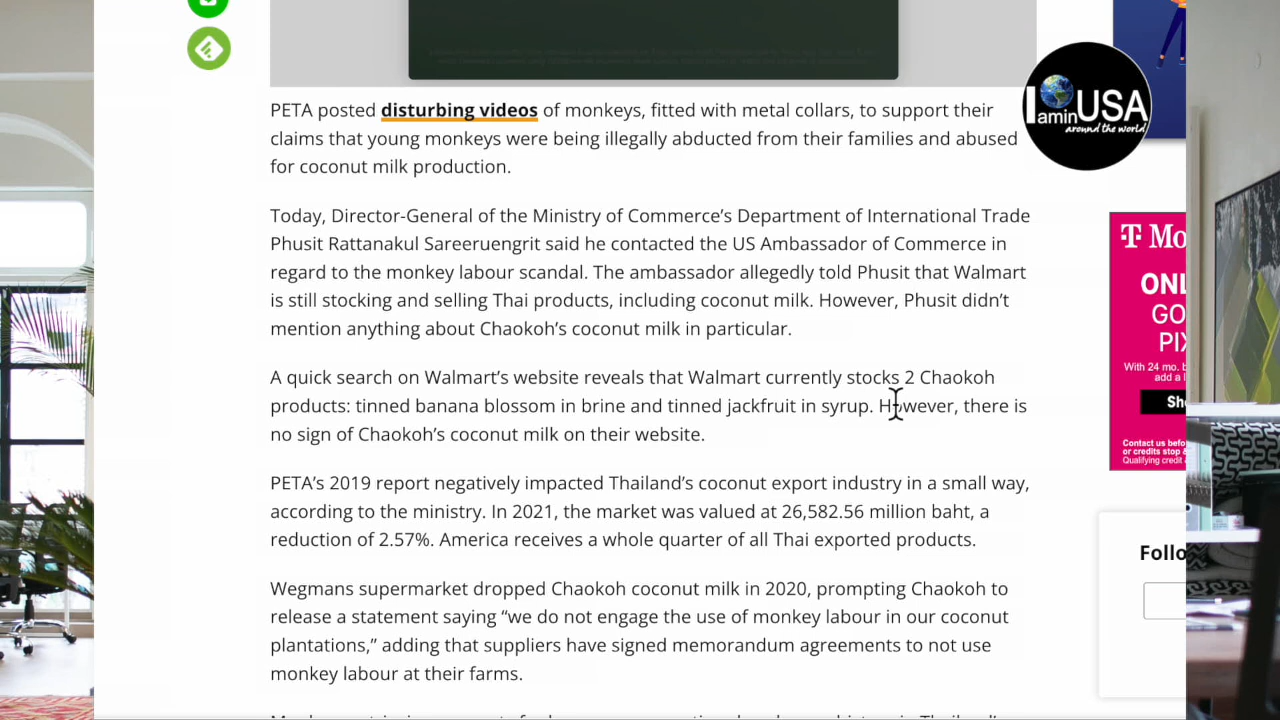 PETA posted disturbing videos of monkeys, fitted with metal collars, to support their
claims that young monkeys were being illegally abducted from their families and abused
for coconut milk production.
Today, Director-General of the Ministry of Commerce’s Department of International Trade
Phusit Rattanakul Sareeruengrit said he contacted the US Ambassador of Commerce in
regard to the monkey labour scandal. The ambassador allegedly told Phusit that Walmart
is still stocking and selling Thai products, including coconut milk. However, Phusit didn’t
mention anything about Chaokoh’s coconut milk in particular.
A quick search on Walmart’s website reveals that Walmart currently stocks 2 Chaokoh
products: tinned banana blossom in brine and tinned jackfruit in syrup. However, there is
no sign of Chaokoh’s coconut milk on their website.
PETA’s 2019 report negatively impacted Thailand’s coconut export industry in a small way,
according to the ministry. In 2021, the market was valued at 26,582.56 million baht, a
reduction of 2.57%. America receives a whole quarter of all Thai exported products.
Wegmans supermarket dropped Chaokoh coconut milk in 2020, prompting Chaokoh to
release a statement saying “we do not engage the use of monkey labour in our coconut
plantations,” adding that suppliers have signed memorandum agreements to not use
monkey labour at their farms.
IaminUSA
around the world
T Mo
ONL
GO
PIX
With 24 mo. b
add a l
Sh
Contact us befo
or credits stop &
Qualifying credit
Follo